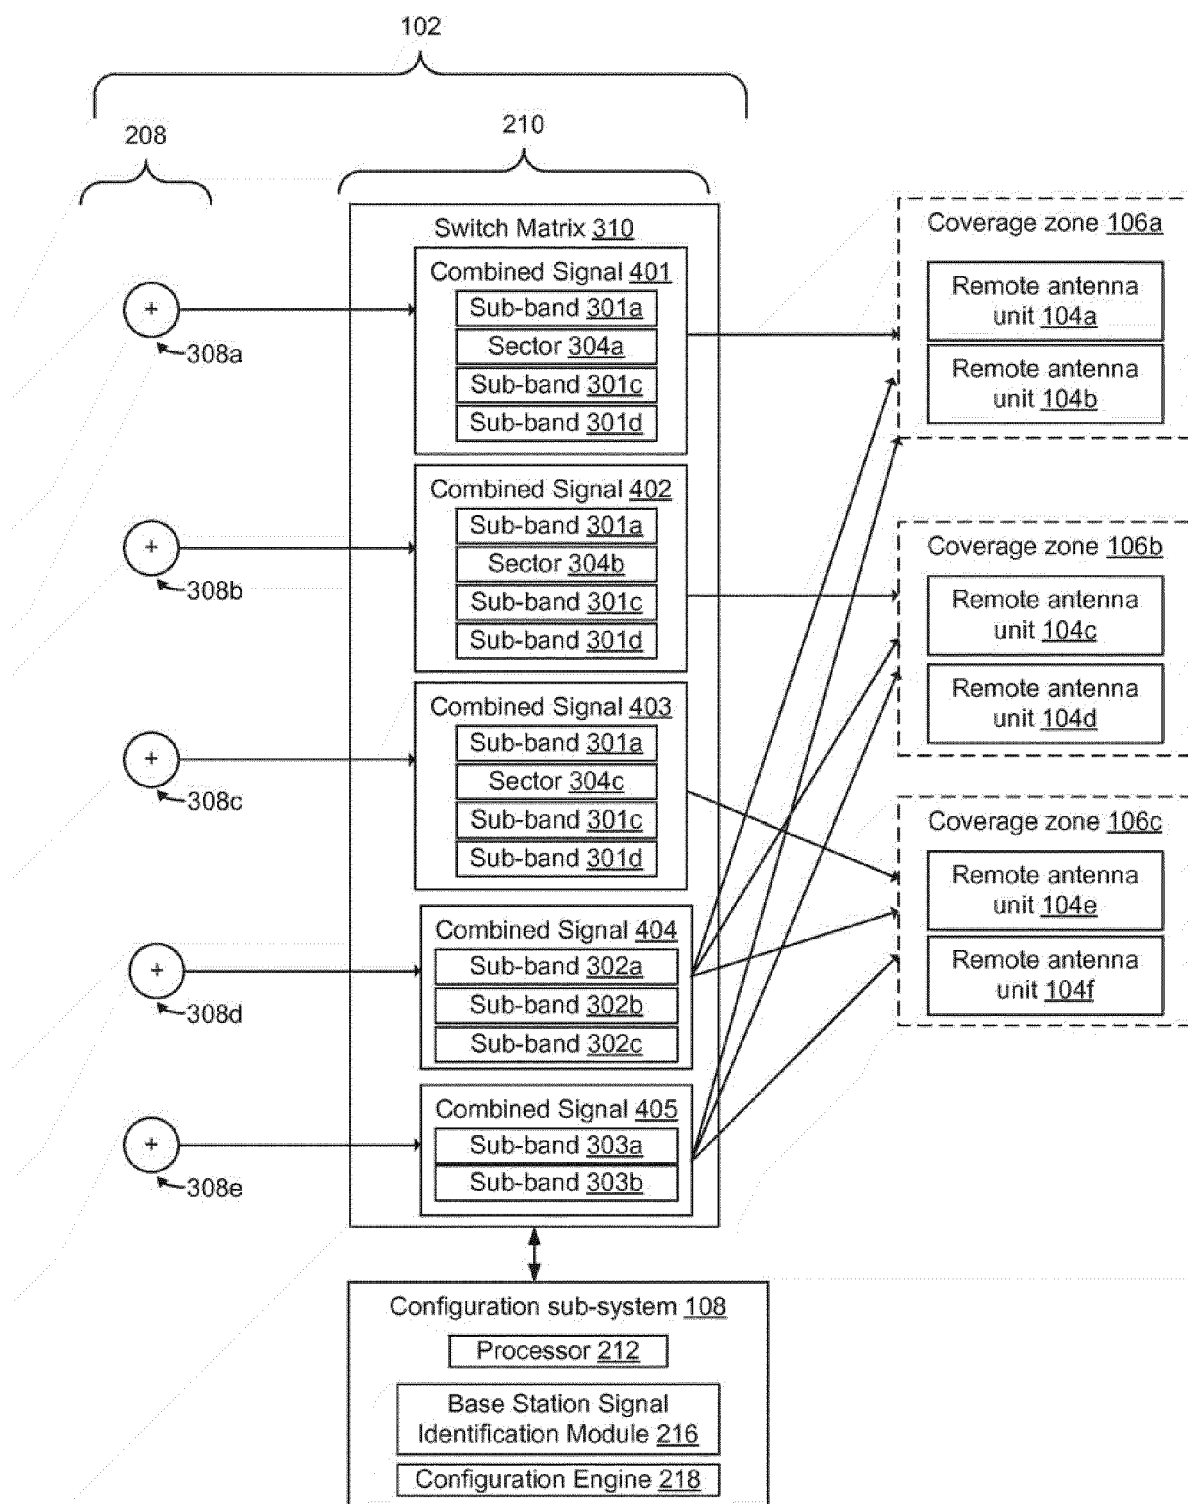 102
208
210
Switch Matrix 310
Combined Signal 401
Sub-band 301a
Sector 304a
Sub-band 301c
Sub-band 301d
Combined Signal 402
Sub-band 301a
Sector 304b
Sub-band 301c
Sub-band 301d
Combined Signal 403
Sub-band 301a
Sector 304c
Sub-band 301c
Sub-band 301d
Combined Signal 404
Sub-band 302a
Sub-band 302b
Sub-band 302c
Combined Signal 405
Sub-band 303a
Sub-band 303b
+
308a
+
308b
+
308c
+
308d
+
308e
Coverage zone 106a
Remote antenna
unit 104a
Remote antenna
unit 104b
Coverage zone 106b
Remote antenna
unit 104c
Remote antenna
unit 104d
Coverage zone 106c
Remote antenna
unit 104e
Remote antenna
unit 104f
Configuration sub-system 108
Processor 212
Base Station Signal
Identification Module 216
Configuration Engine 218